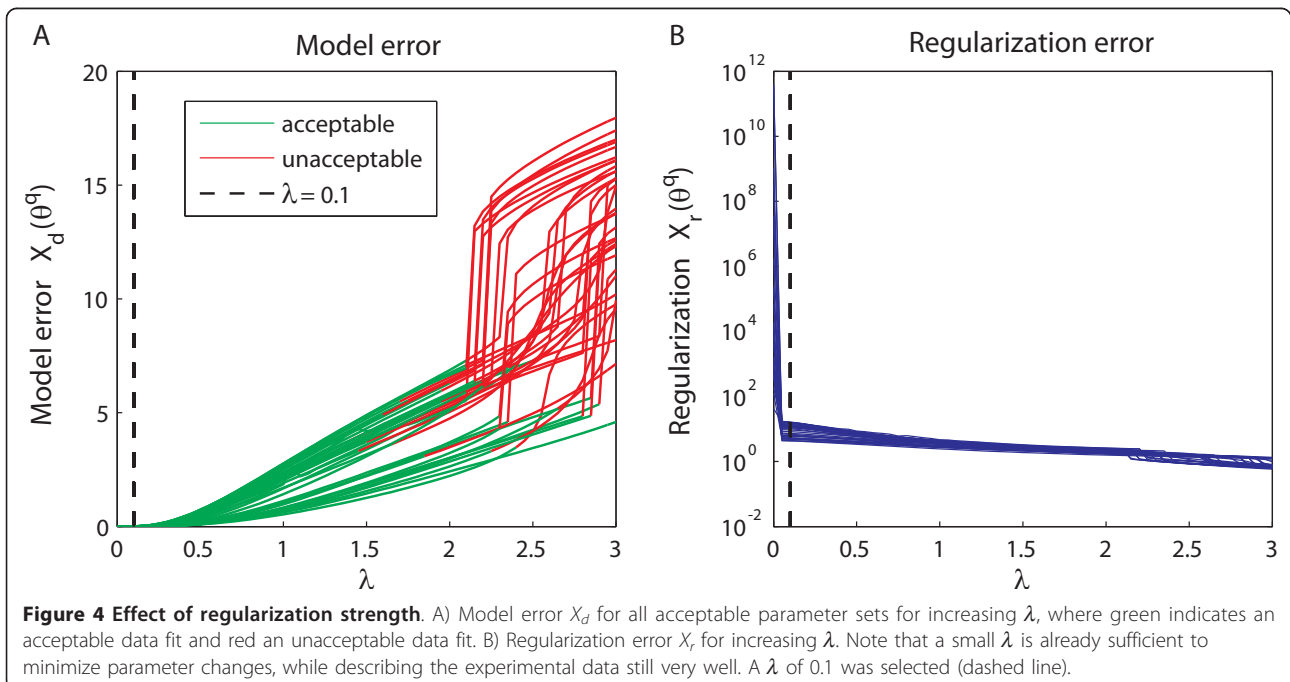 A
Model error
20
15
10
5
0
Model error X_d(θ^q)
acceptable
unacceptable
λ = 0.1
0 0.5 1 1.5 2 2.5 3
λ
B
Regularization error
10^12
10^10
10^8
10^6
10^4
10^2
10^0
10^-2
Regularization X_r(θ^q)
0 0.5 1 1.5 2 2.5 3
λ
Figure 4 Effect of regularization strength. A) Model error X_d for all acceptable parameter sets for increasing λ, where green indicates an
acceptable data fit and red an unacceptable data fit. B) Regularization error X_r for increasing λ. Note that a small λ is already sufficient to
minimize parameter changes, while describing the experimental data still very well. A λ of 0.1 was selected (dashed line).